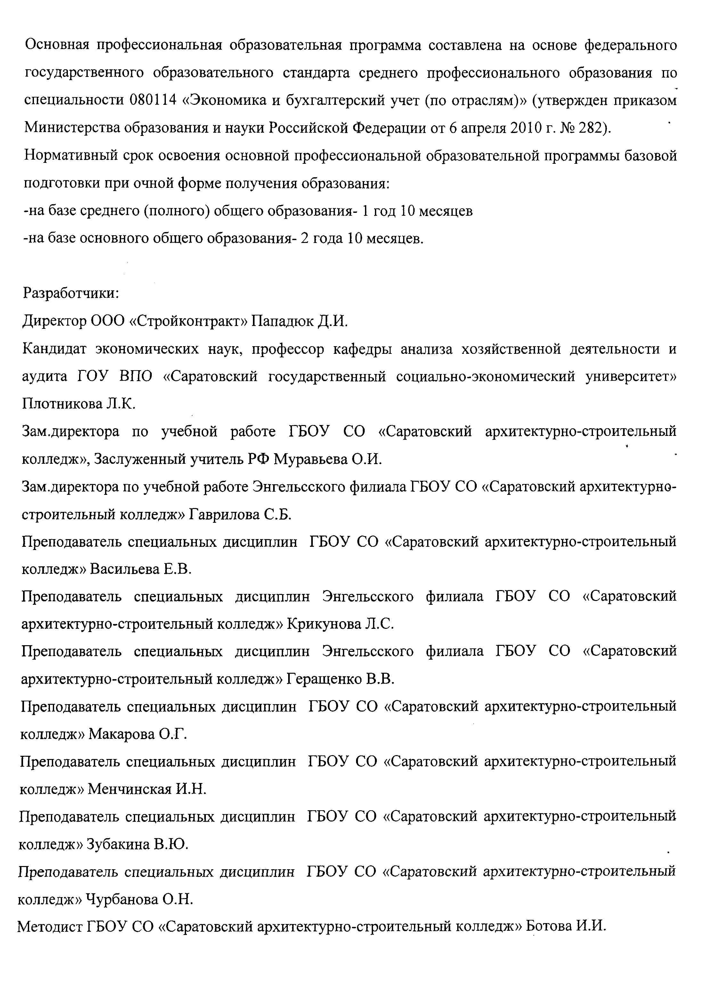 Основная профессиональная образовательная программа составлена на основе федерального
государственного образовательного стандарта среднего профессионального образования по
специальности 080114 «Экономика и бухгалтерский учет (по отраслям)» (утвержден приказом
Министерства образования и науки Российской Федерации от 6 апреля 2010 г. № 282).
Нормативный срок освоения основной профессиональной образовательной программы базовой
подготовки при очной форме получения образования:
-на базе среднего (полного) общего образования- 1 год 10 месяцев
-на базе основного общего образования- 2 года 10 месяцев.
Разработчики:
Директор ООО «Стройконтракт» Пападюк Д.И.
Кандидат экономических наук, профессор кафедры анализа хозяйственной деятельности и
аудита ГОУ ВПО «Саратовский государственный социально-экономический университет»
Плотникова Л.К.
Зам.директора по учебной работе ГБОУ СО «Саратовский архитектурно-строительный
колледж», Заслуженный учитель РФ Муравьева О.И.
Зам.директора по учебной работе Энгельсского филиала ГБОУ СО «Саратовский архитектурно-
строительный колледж» Гаврилова С.Б.
Преподаватель специальных дисциплин ГБОУ СО «Саратовский архитектурно-строительный
колледж» Васильева Е.В.
Преподаватель специальных дисциплин Энгельсского филиала ГБОУ СО «Саратовский
архитектурно-строительный колледж» Крикунова Л.С.
Преподаватель специальных дисциплин Энгельсского филиала ГБОУ СО «Саратовский
архитектурно-строительный колледж» Геращенко В.В.
Преподаватель специальных дисциплин ГБОУ СО «Саратовский архитектурно-строительный
колледж» Макарова О.Г.
Преподаватель специальных дисциплин ГБОУ СО «Саратовский архитектурно-строительный
колледж» Менчинская И.Н.
Преподаватель специальных дисциплин ГБОУ СО «Саратовский архитектурно-строительный
колледж» Зубакина В.Ю.
Преподаватель специальных дисциплин ГБОУ СО «Саратовский архитектурно-строительный
колледж» Чурбанова О.Н.
Методист ГБОУ СО «Саратовский архитектурно-строительный колледж» Ботова И.И.